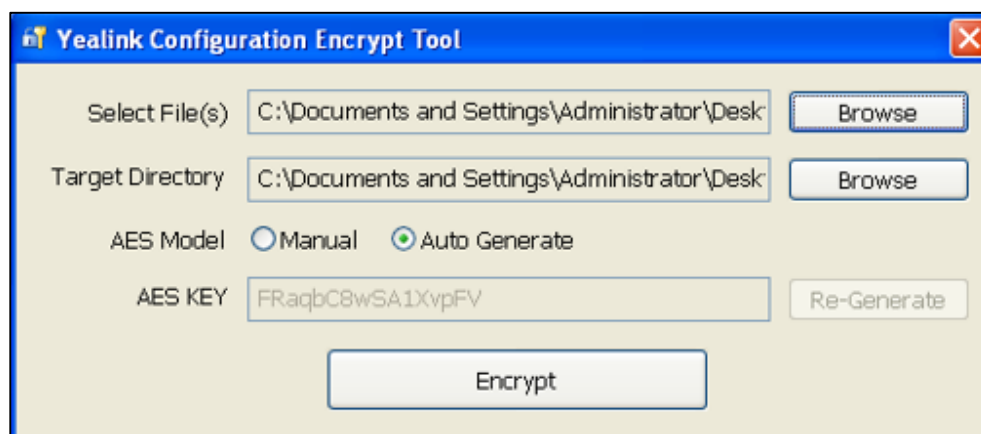 Yealink Configuration Encrypt Tool
Select File(s) C:\Documents and Settings\Administrator\Desk Browse
Target Directory C:\Documents and Settings\Administrator\Desk Browse
AES Model Manual Auto Generate
AES KEY FRaqbC8wSA1XvpFV Re-Generate
Encrypt